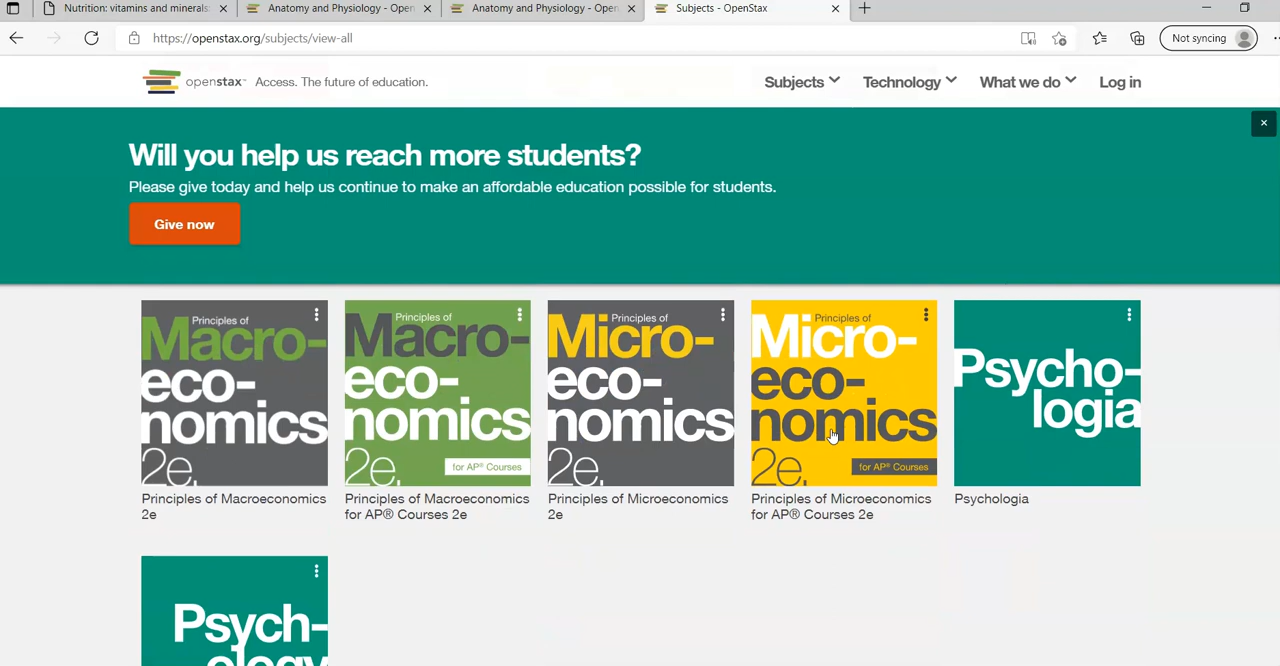 Nutrition: vitamins and minerals
Anatomy and Physiology - Open
Anatomy and Physiology - Open
Subjects - OpenStax
https://openstax.org/subjects/view-all
Not syncing
openstax™
Access. The future of education.
Subjects
Technology
What we do
Log in
Will you help us reach more students?
Please give today and help us continue to make an affordable education possible for students.
Give now
Principles of
Macro-
eco-
nomics
2e.
Principles of Macroeconomics
2e
Principles of
Macro-
eco-
nomics
2e.
for AP® Courses
Principles of Macroeconomics
for AP® Courses 2e
Principles of
Micro-
eco-
nomics
2e.
Principles of Microeconomics
2e
Principles of
Micro-
eco-
nomics
2e.
for AP® Courses
Principles of Microeconomics
for AP® Courses 2e
Psycho-
logia
Psychologia
Psych-
ology